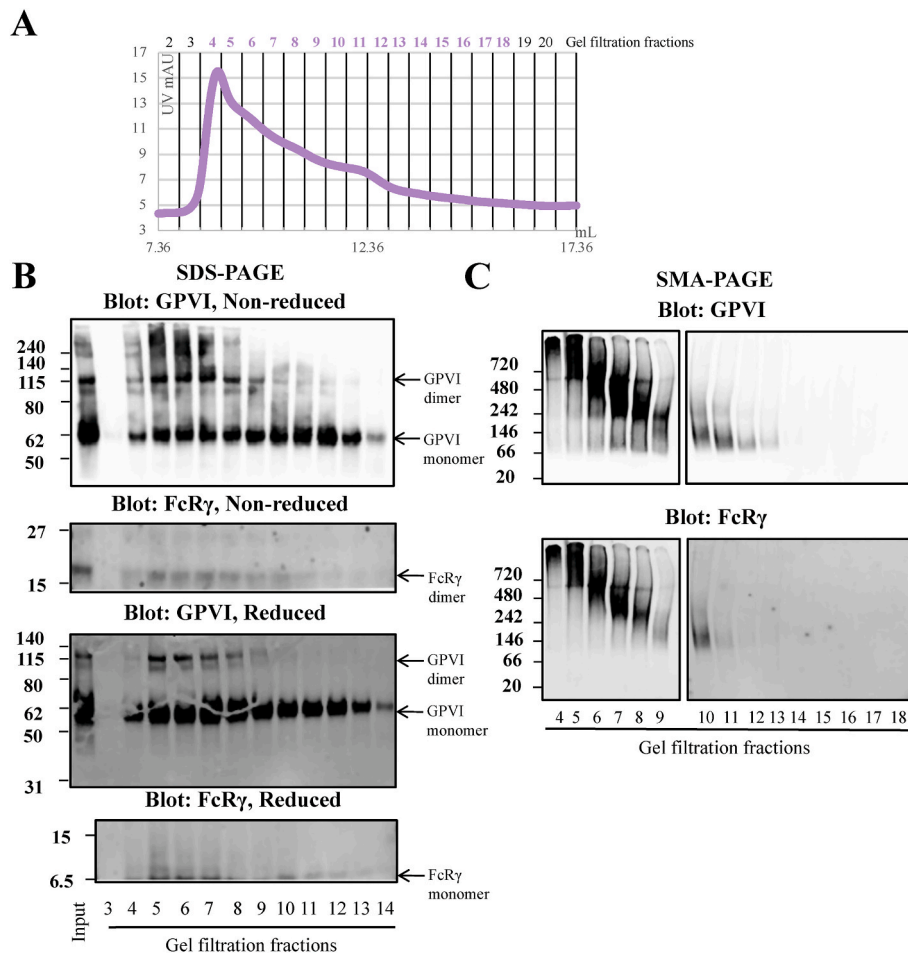 A
2 3 4 5 6 7 8 9 10 11 12 13 14 15 16 17 18 19 20 Gel filtration fractions
17
15
13
11
9
7
5
3
UV mAU
mL
7.36 12.36 17.36
B
SDS-PAGE
Blot: GPVI, Non-reduced
240
140
115
80
62
50
GPVI
dimer
GPVI
monomer
Blot: FcRγ, Non-reduced
27
15
FcRγ
dimer
Blot: GPVI, Reduced
140
115
80
62
50
31
GPVI
dimer
GPVI
monomer
Blot: FcRγ, Reduced
15
6.5
FcRγ
monomer
Input 3 4 5 6 7 8 9 10 11 12 13 14
Gel filtration fractions
C
SMA-PAGE
Blot: GPVI
720
480
242
146
66
20
Blot: FcRγ
720
480
242
146
66
20
4 5 6 7 8 9 10 11 12 13 14 15 16 17 18
Gel filtration fractions